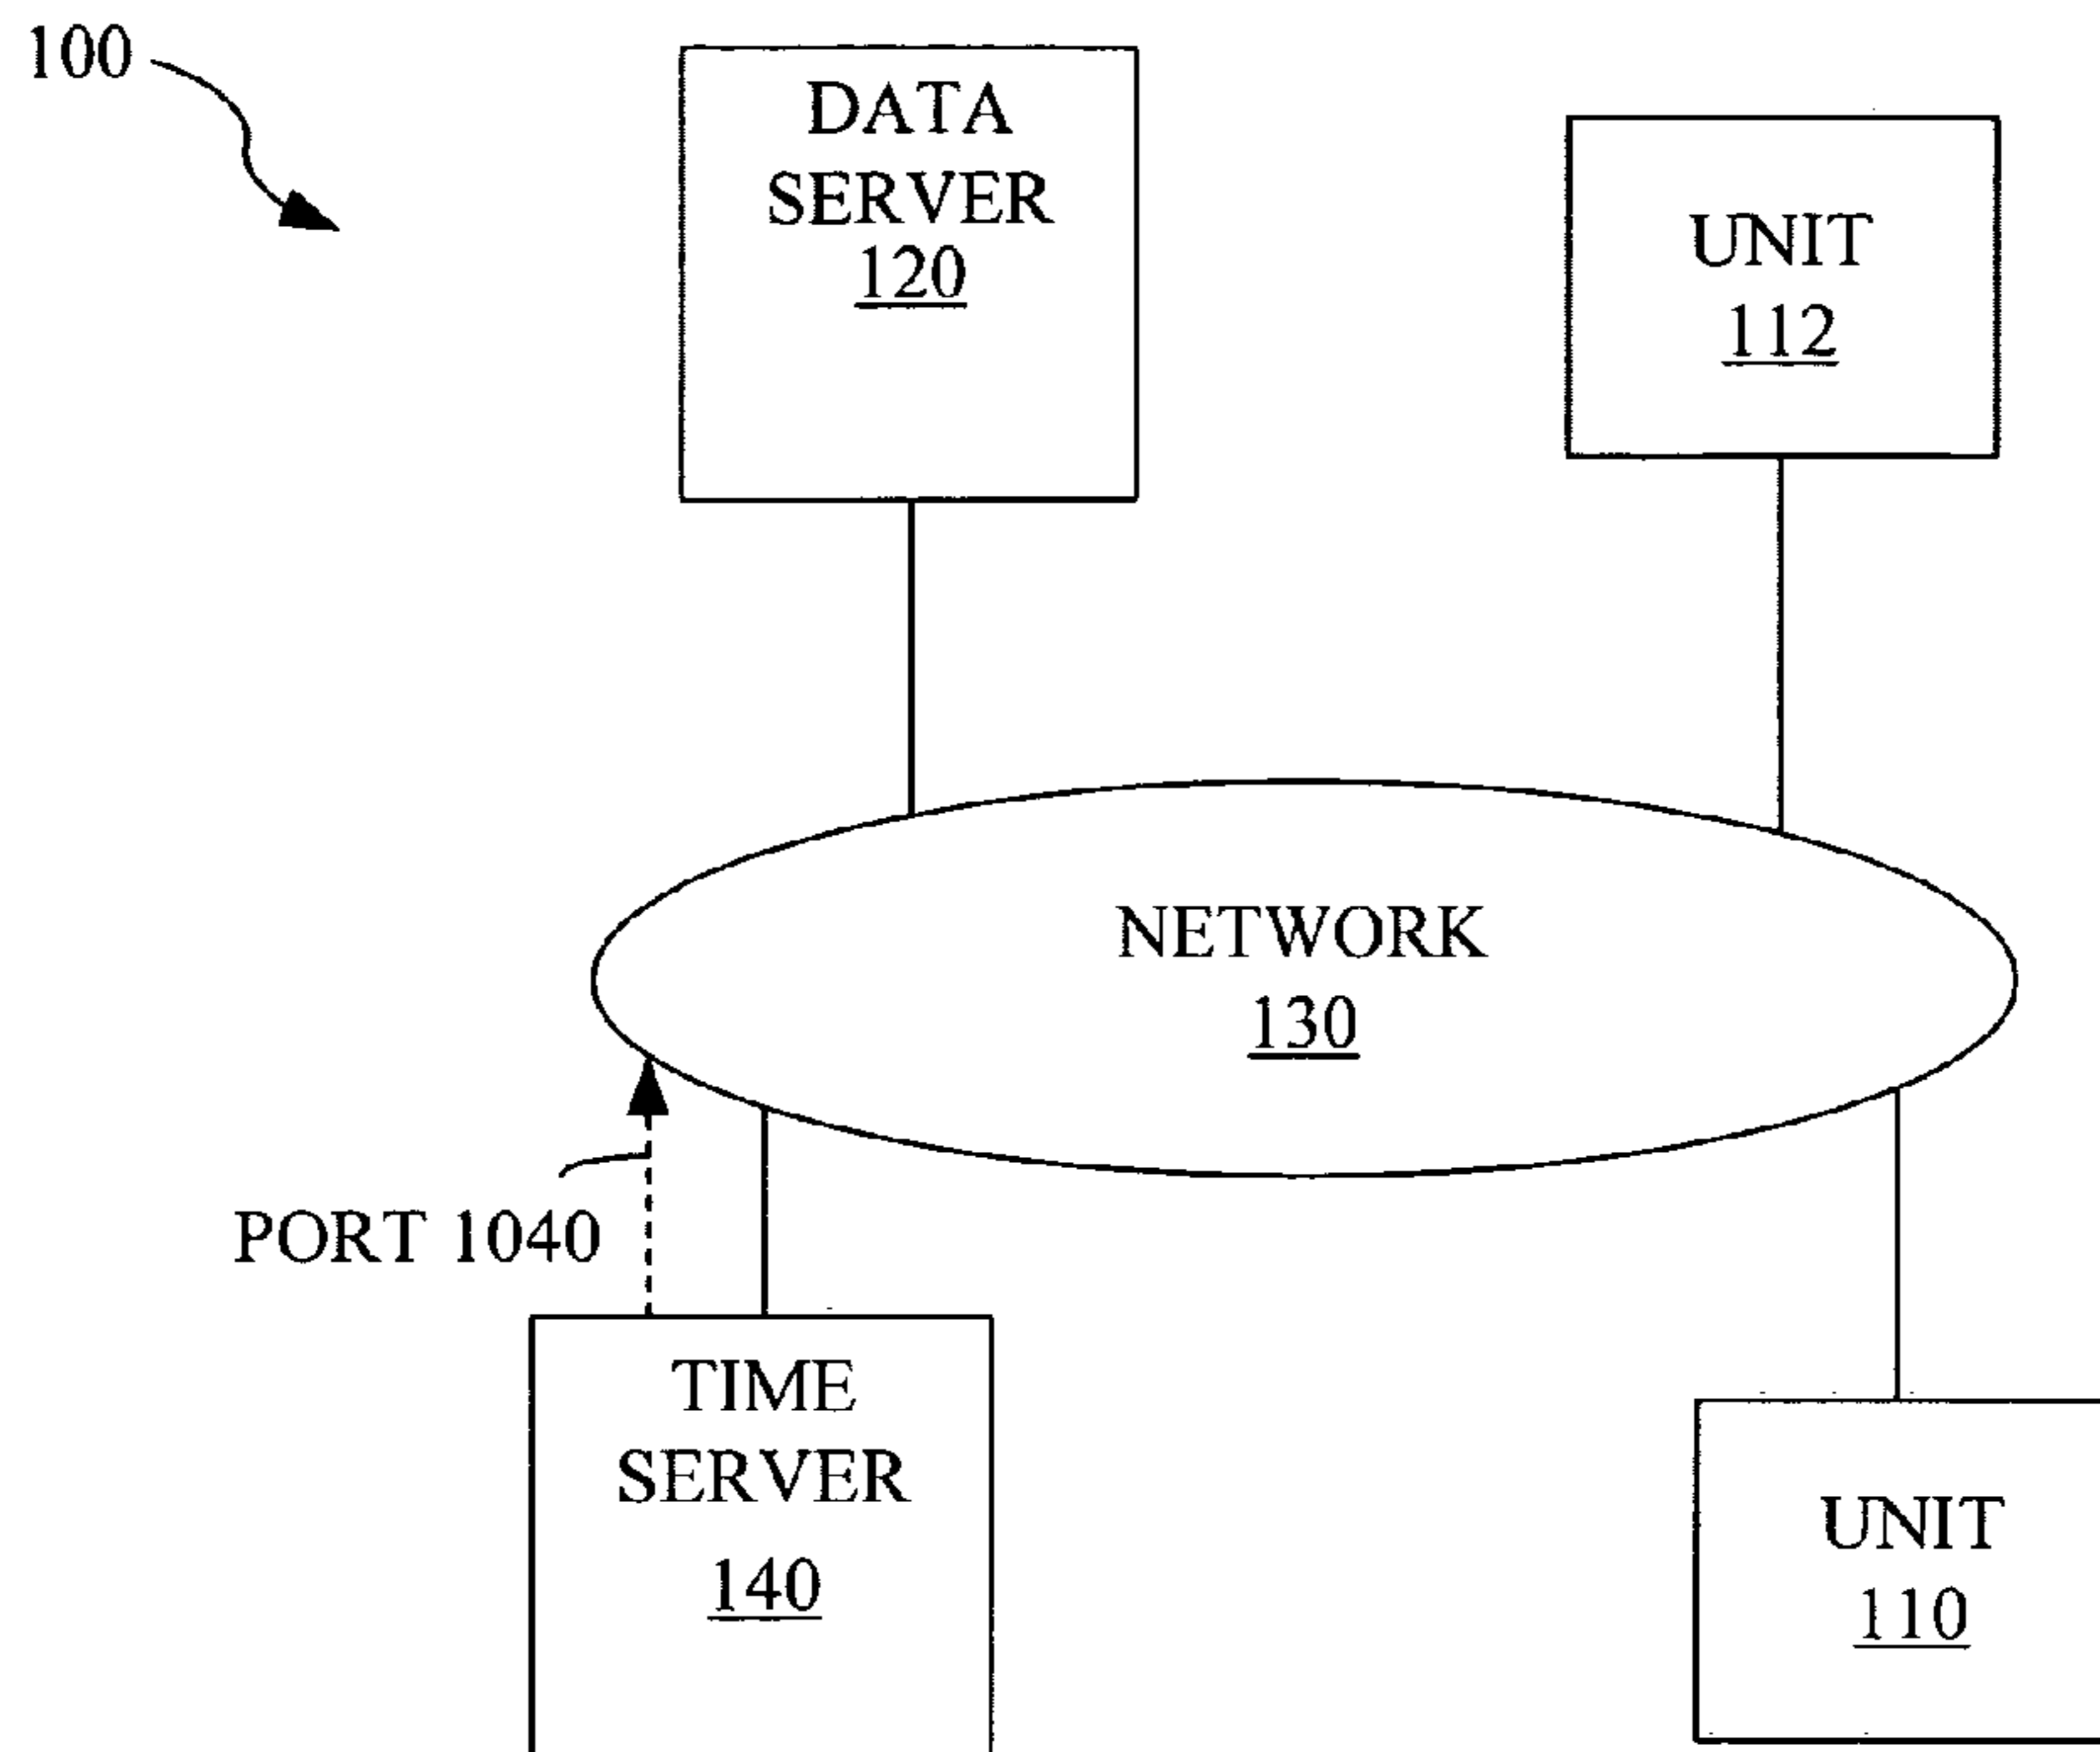 100
DATA
SERVER
120
UNIT
112
NETWORK
130
PORT 1040
TIME
SERVER
140
UNIT
110